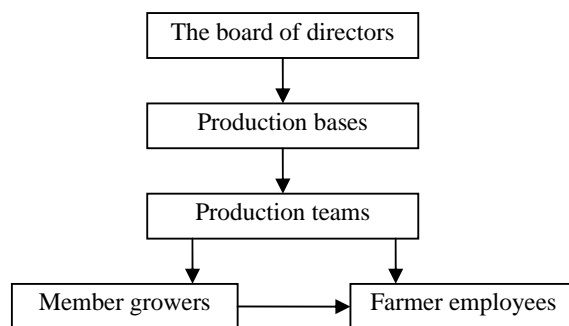 The board of directors
Production bases
Production teams
Member growers
Farmer employees